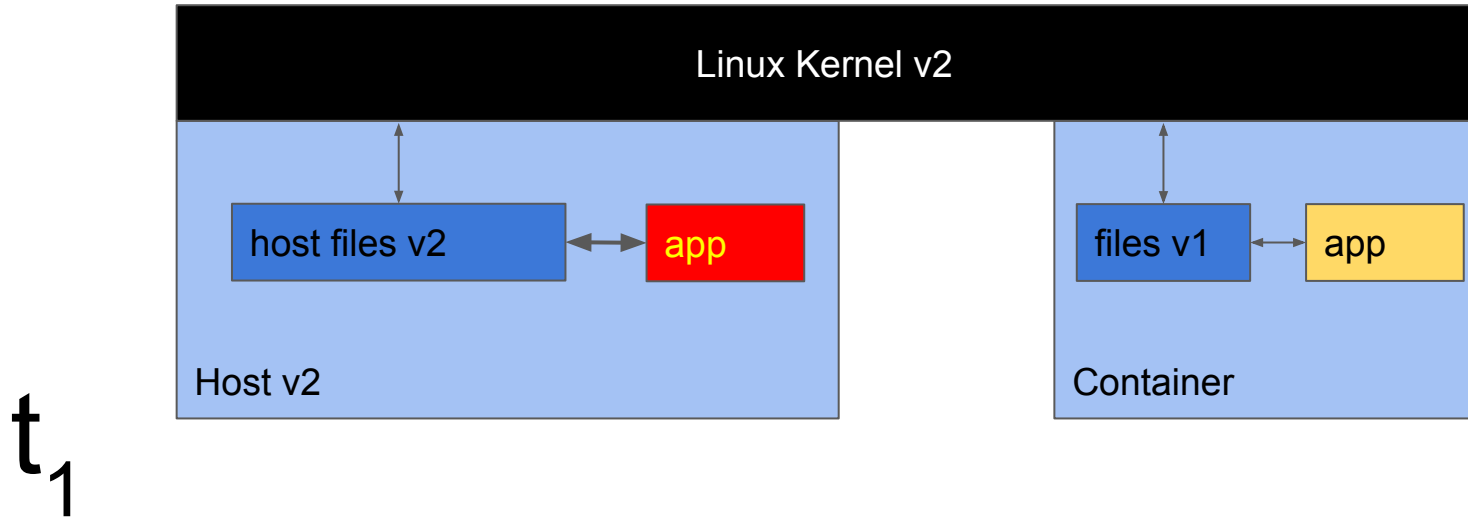 Linux Kernel v2
host files v2
app
files v1
app
Host v2
Container
t1